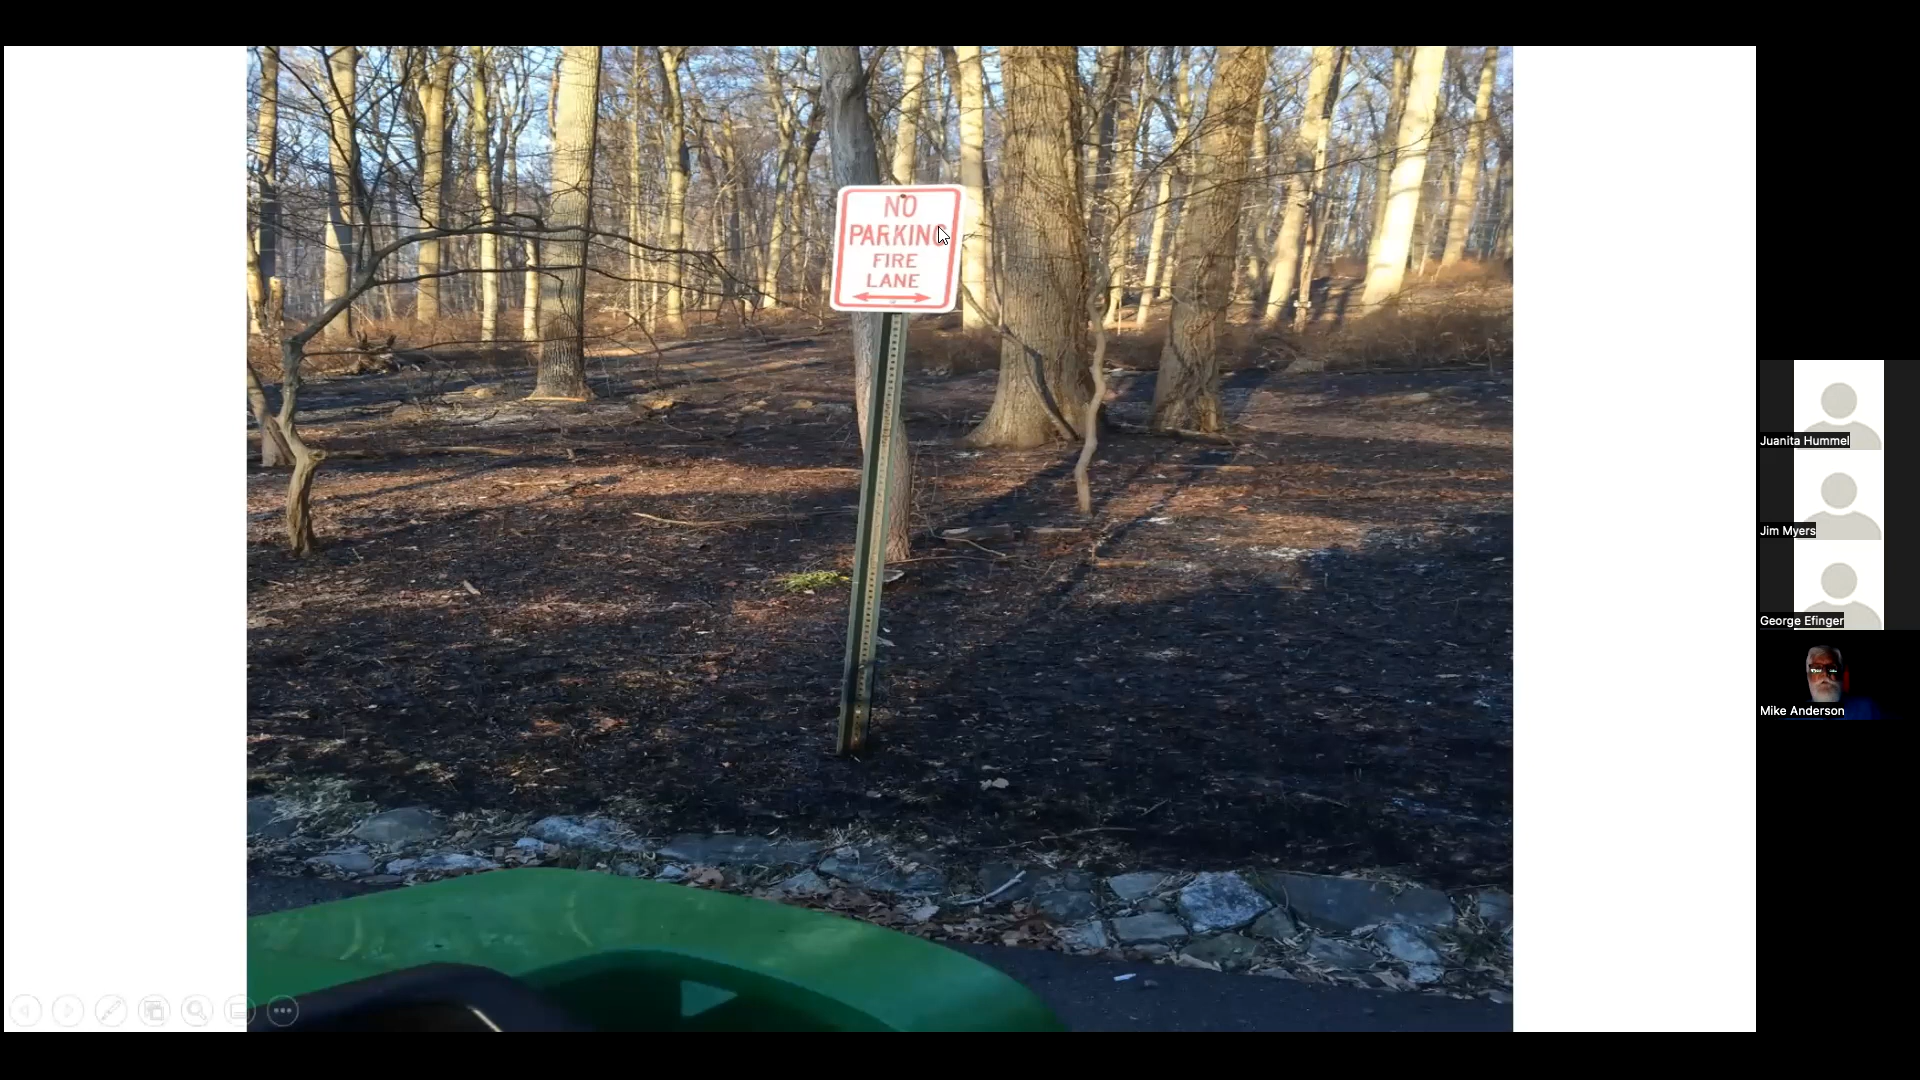 NO
PARKING
FIRE
LANE
Juanita Hummel
Jim Myers
George Efinger
Mike Anderson